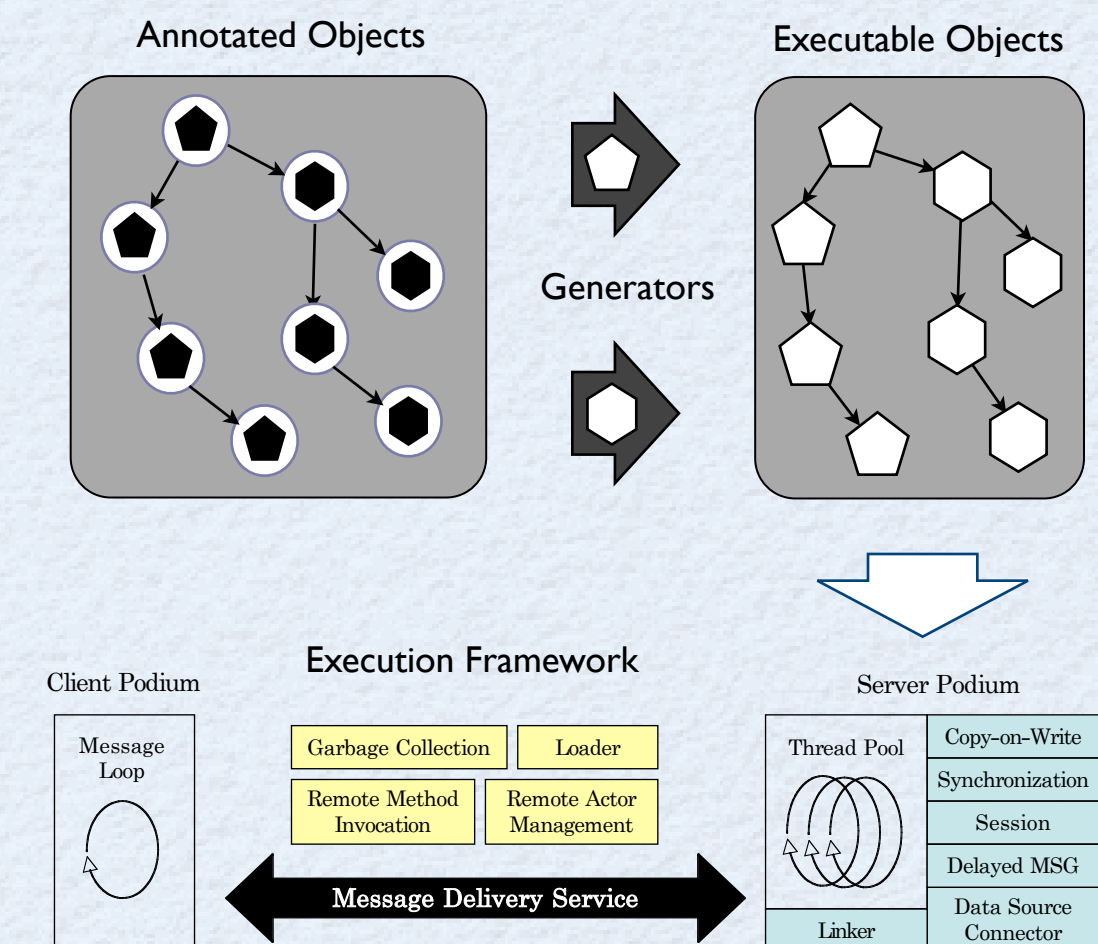 Annotated Objects
Executable Objects
Generators
Execution Framework
Client Podium
Server Podium
Message
Loop
Garbage Collection
Loader
Remote Method
Invocation
Remote Actor
Management
Message Delivery Service
Thread Pool
Linker
Copy-on-Write
Synchronization
Session
Delayed MSG
Data Source
Connector